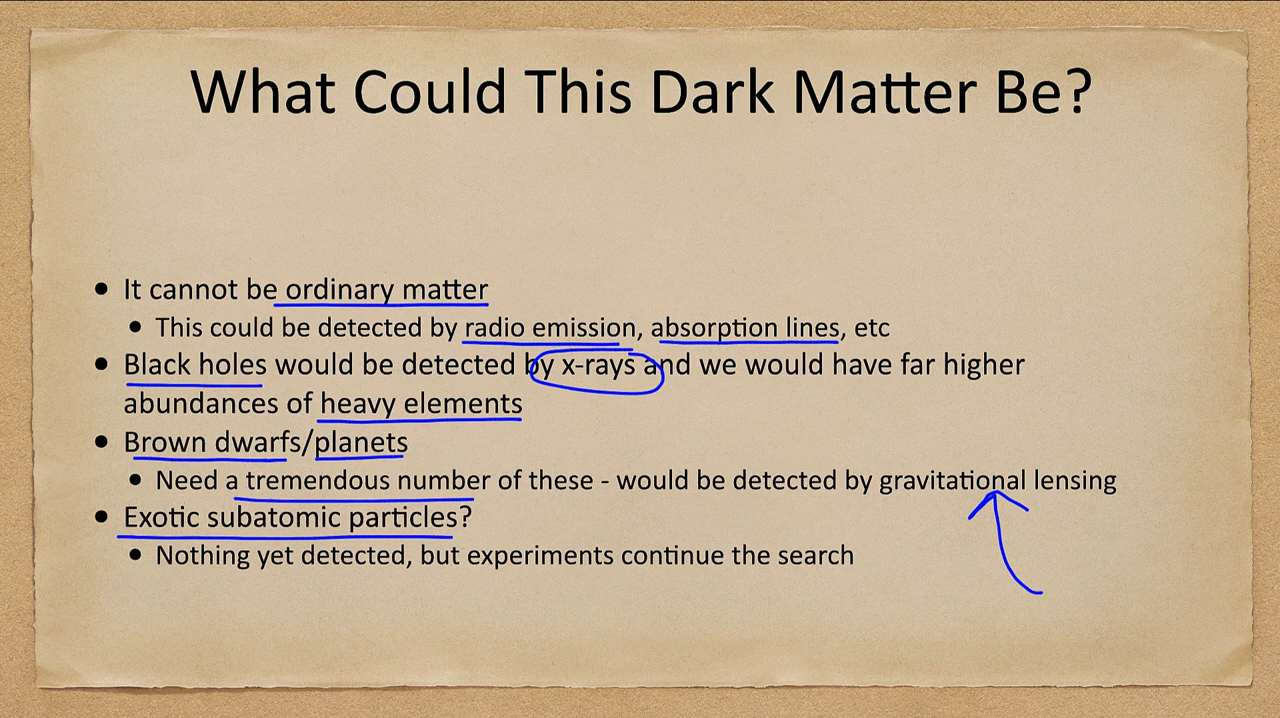 What Could This Dark Matter Be?
• It cannot be ordinary matter
• This could be detected by radio emission, absorption lines, etc
• Black holes would be detected by x-rays and we would have far higher
abundances of heavy elements
• Brown dwarfs/planets
• Need a tremendous number of these - would be detected by gravitational lensing
• Exotic subatomic particles?
• Nothing yet detected, but experiments continue the search